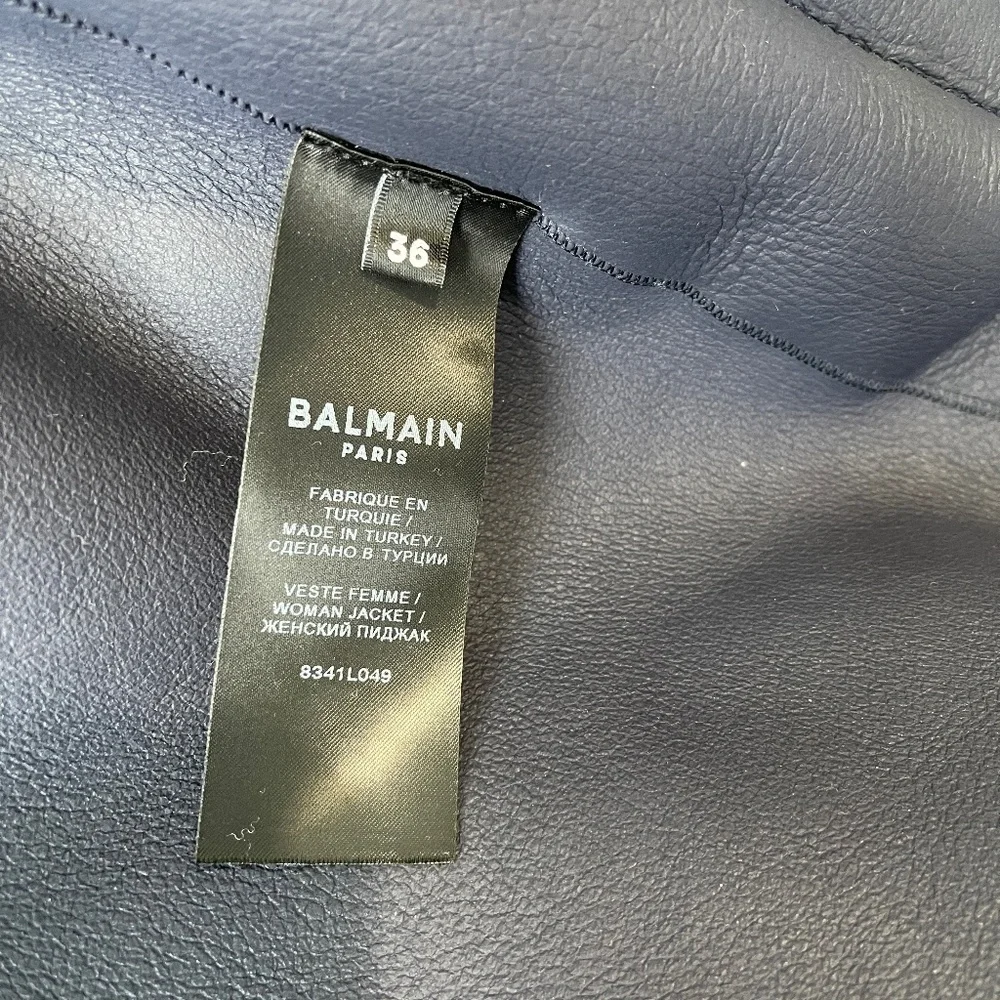 36
BALMAIN
PARIS
FABRIQUE EN
TURQUIE /
MADE IN TURKEY /
СДЕЛАНО В ТУРЦИИ
VESTE FEMME /
WOMAN JACKET /
ЖЕНСКИЙ ПИДЖАК
8341L049